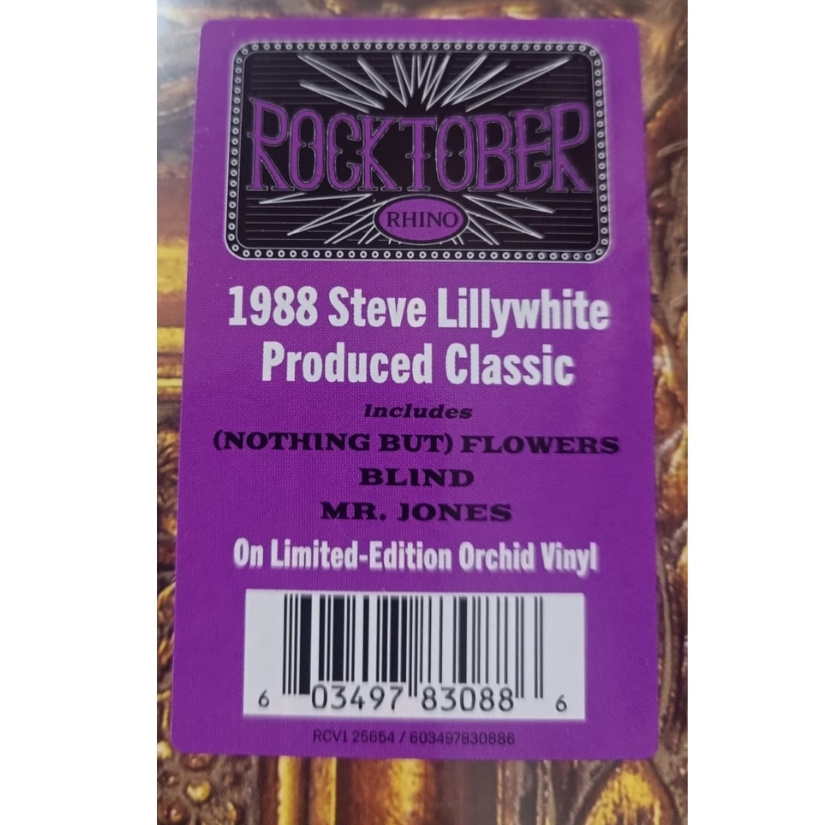 ROCKTOBER
RHINO
1988 Steve Lillywhite
Produced Classic
Includes
(NOTHING BUT) FLOWERS
BLIND
MR. JONES
On Limited-Edition Orchid Vinyl
6 03497 83088 6
RCV1 25654 / 603497830886